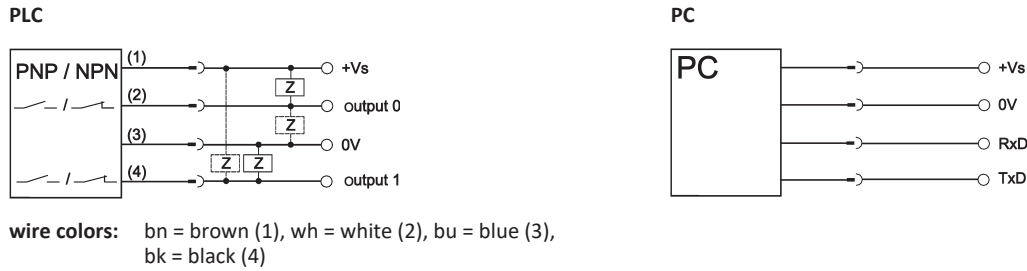 PLC
PC
PNP / NPN
(1)
+Vs
Z
(2)
/
output 0
Z
(3)
0V
Z
Z
(4)
/
output 1
PC
+Vs
0V
RxD
TxD
wire colors: bn = brown (1), wh = white (2), bu = blue (3),
bk = black (4)